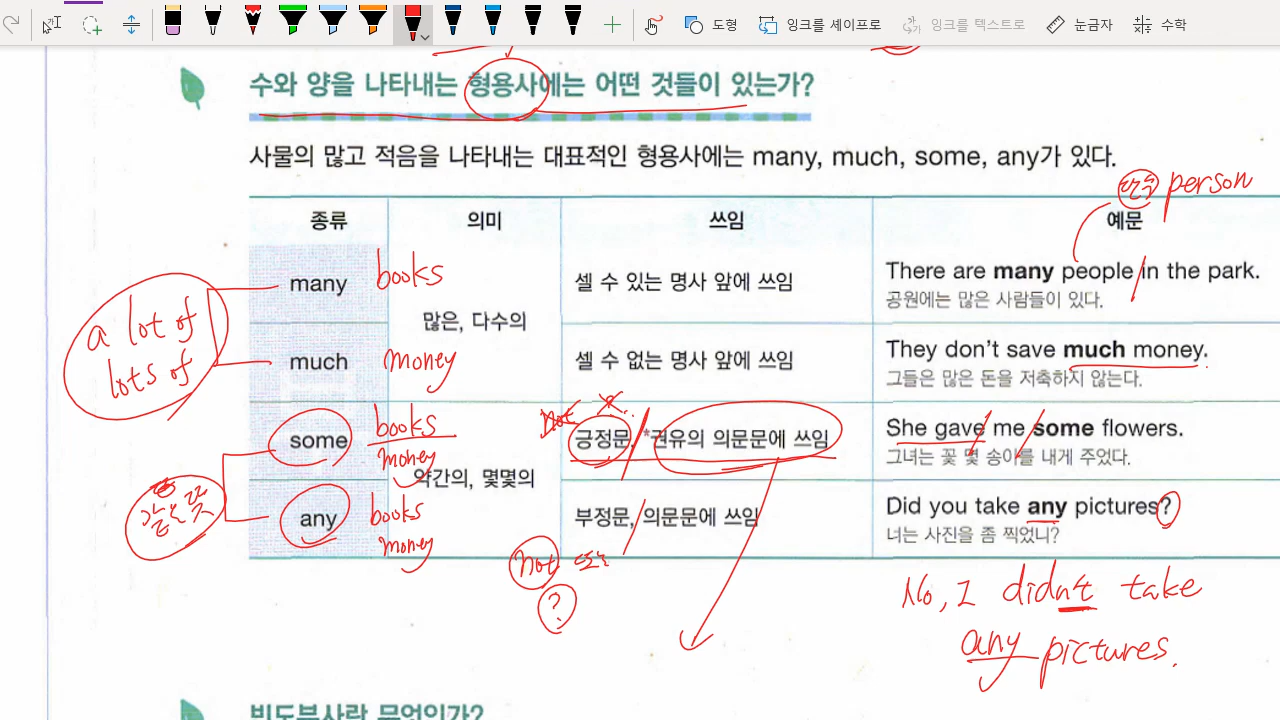 도형 잉크를 셰이프로 잉크를 텍스트로 눈금자 수학
수와 양을 나타내는 형용사에는 어떤 것들이 있는가?
사물의 많고 적음을 나타내는 대표적인 형용사에는 many, much, some, any가 있다.
단수 person
종류 의미 쓰임 예문
many books
셀 수 있는 명사 앞에 쓰임
There are many people in the park.
공원에는 많은 사람들이 있다.
많은, 다수의
a lot of
lots of
much money
셀 수 없는 명사 앞에 쓰임
They don't save much money.
그들은 많은 돈을 저축하지 않는다.
some books
money
not
긍정문, *권유의 의문문에 쓰임
She gave me some flowers.
그녀는 꽃 몇 송이를 내게 주었다.
약간의, 몇몇의
같은 뜻
any books
money
부정문, 의문문에 쓰임
Did you take any pictures?
너는 사진을 좀 찍었니?
not 또는
?
No, I didn't take
any pictures.
빈도부사란 무엇인가?